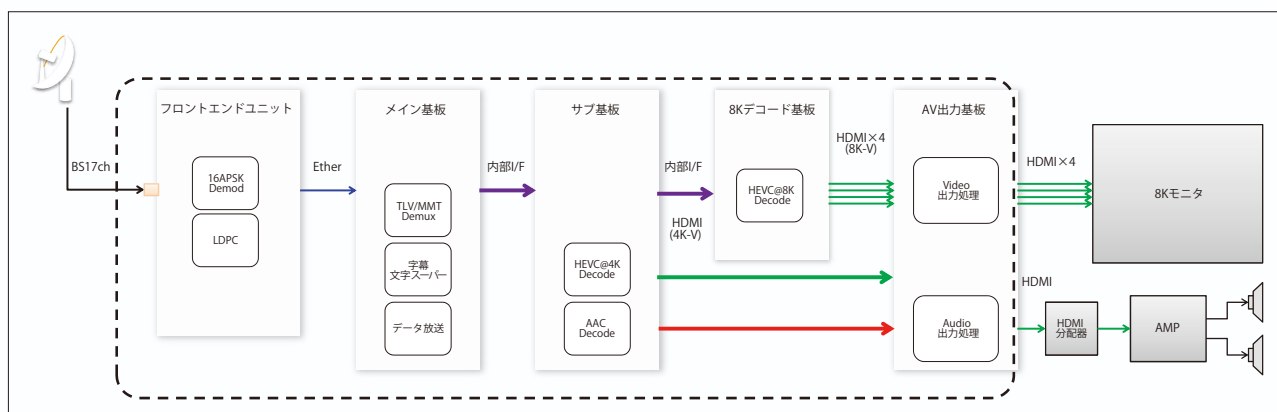 フロントエンドユニット
メイン基板
サブ基板
8Kデコード基板
AV出力基板
BS17ch
16APSK
Demod
LDPC
Ether
TLV/MMT
Demux
字幕
文字スーパー
データ放送
内部I/F
HEVC@4K
Decode
AAC
Decode
内部I/F
HDMI
(4K-V)
HEVC@8K
Decode
HDMI×4
(8K-V)
Video
出力処理
Audio
出力処理
HDMI×4
8Kモニタ
HDMI
HDMI
分配器
AMP